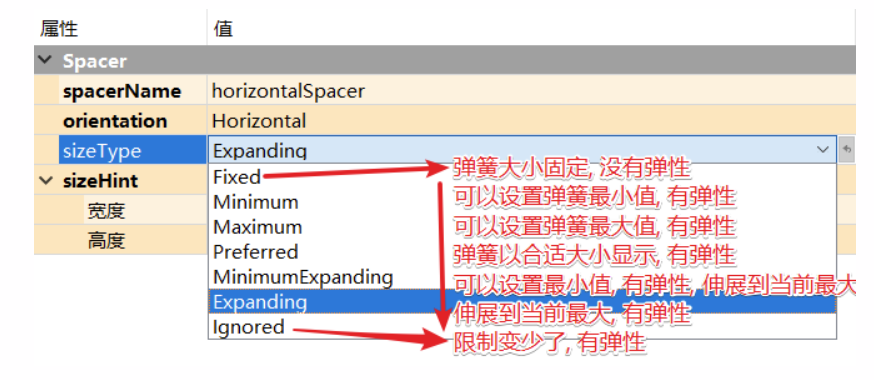 属性 值
Spacer
spacerName horizontalSpacer
orientation Horizontal
sizeType Expanding
sizeHint
宽度
高度
Fixed 弹簧大小固定, 没有弹性
Minimum 可以设置弹簧最小值, 有弹性
Maximum 可以设置弹簧最大值, 有弹性
Preferred 弹簧以合适大小显示, 有弹性
MinimumExpanding 可以设置最小值, 有弹性, 伸展到当前最大
Expanding 伸展到当前最大, 有弹性
Ignored 限制变少了, 有弹性